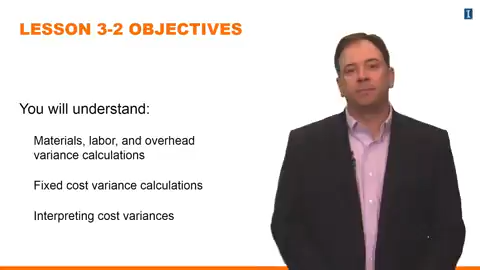 LESSON 3-2 OBJECTIVES
You will understand:
Materials, labor, and overhead
variance calculations
Fixed cost variance calculations
Interpreting cost variances